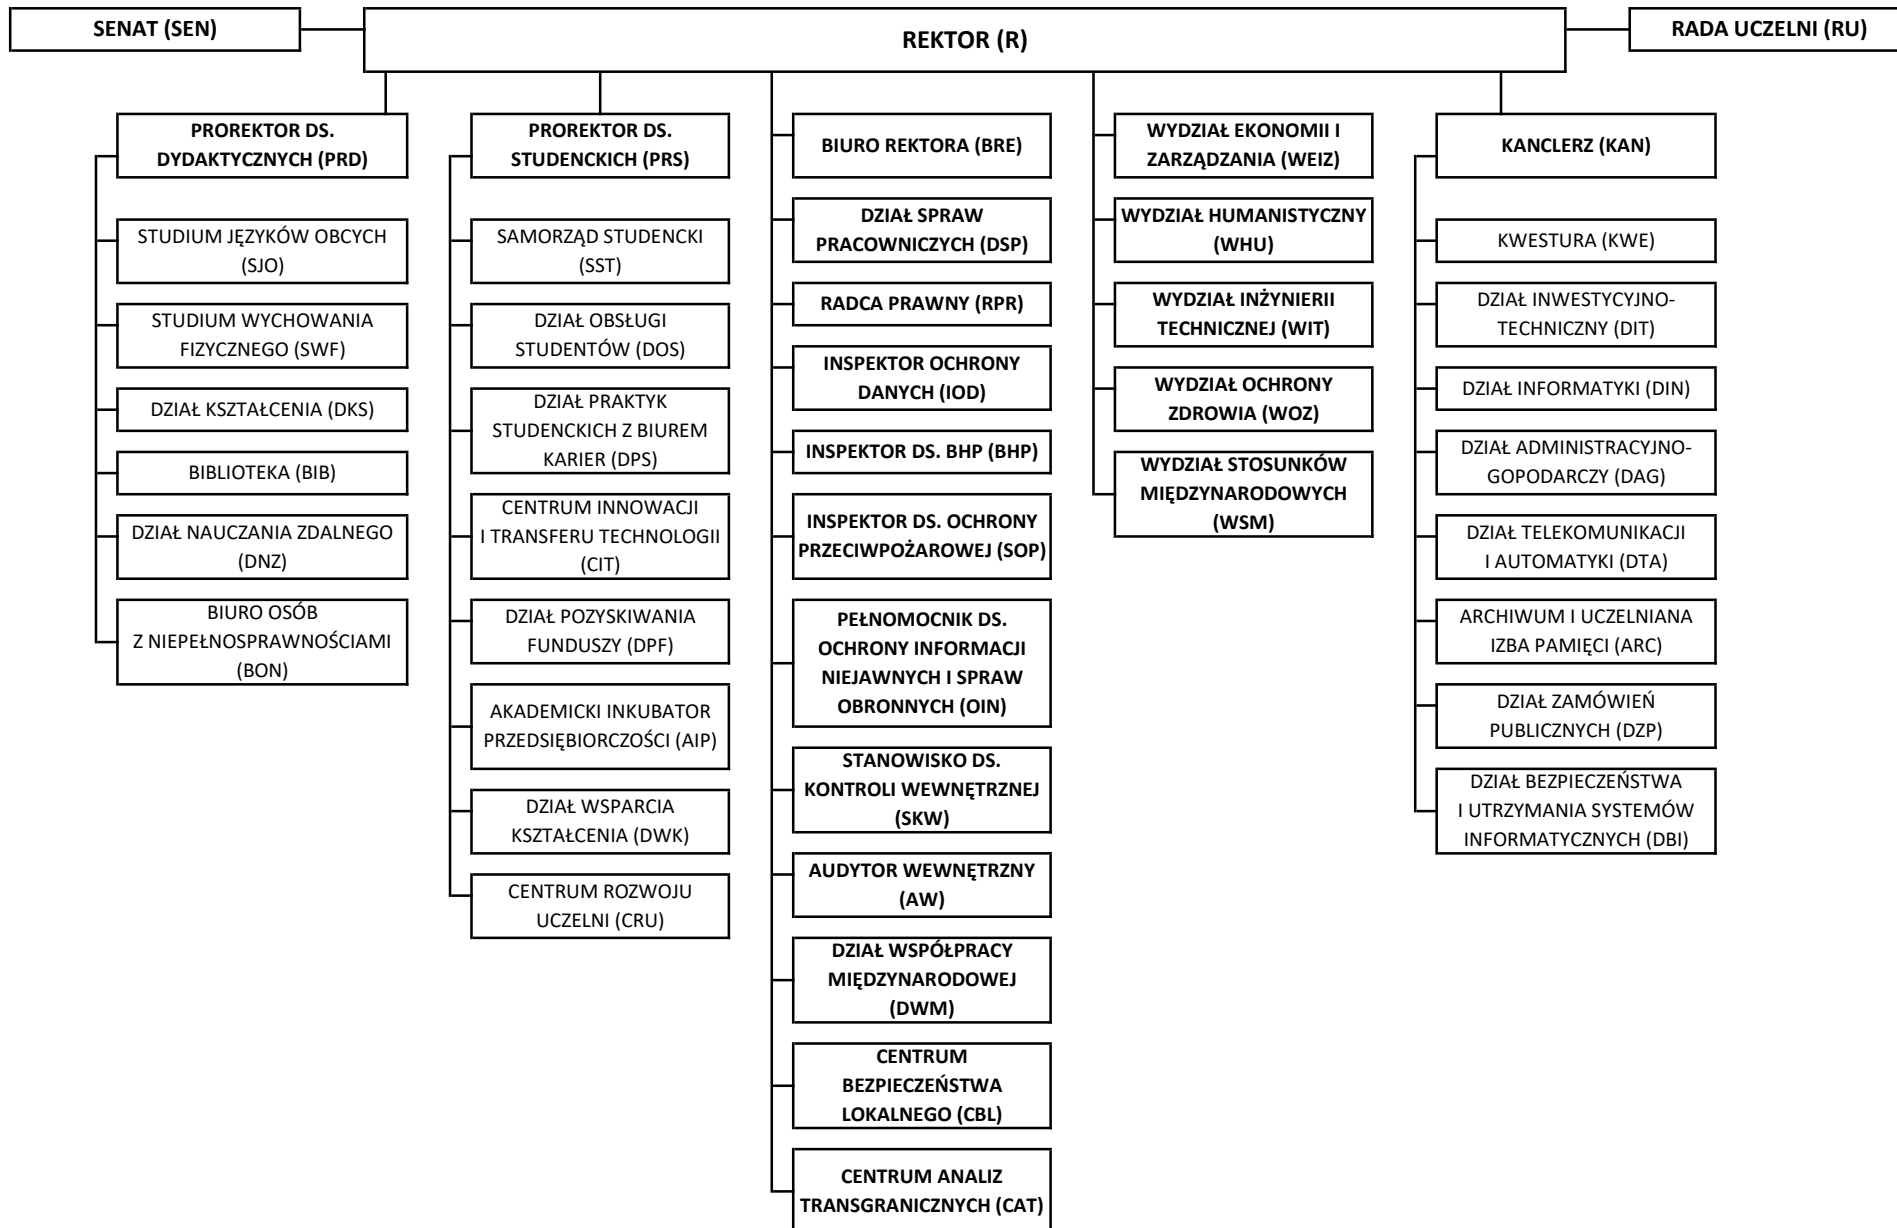 SENAT (SEN)
REKTOR (R)
RADA UCZELNI (RU)
PROREKTOR DS.
DYDAKTYCZNYCH (PRD)
STUDIUM JĘZYKÓW OBCYCH
(SJO)
STUDIUM WYCHOWANIA
FIZYCZNEGO (SWF)
DZIAŁ KSZTAŁCENIA (DKS)
BIBLIOTEKA (BIB)
DZIAŁ NAUCZANIA ZDALNEGO
(DNZ)
BIURO OSÓB
Z NIEPEŁNOSPRAWNOŚCIAMI
(BON)
PROREKTOR DS.
STUDENCKICH (PRS)
SAMORZĄD STUDENCKI
(SST)
DZIAŁ OBSŁUGI
STUDENTÓW (DOS)
DZIAŁ PRAKTYK
STUDENCKICH Z BIUREM
KARIER (DPS)
CENTRUM INNOWACJI
I TRANSFERU TECHNOLOGII
(CIT)
DZIAŁ POZYSKIWANIA
FUNDUSZY (DPF)
AKADEMICKI INKUBATOR
PRZEDSIĘBIORCZOŚCI (AIP)
DZIAŁ WSPARCIA
KSZTAŁCENIA (DWK)
CENTRUM ROZWOJU
UCZELNI (CRU)
BIURO REKTORA (BRE)
DZIAŁ SPRAW
PRACOWNICZYCH (DSP)
RADCA PRAWNY (RPR)
INSPEKTOR OCHRONY
DANYCH (IOD)
INSPEKTOR DS. BHP (BHP)
INSPEKTOR DS. OCHRONY
PRZECIWPOŻAROWEJ (SOP)
PEŁNOMOCNIK DS.
OCHRONY INFORMACJI
NIEJAWNYCH I SPRAW
OBRONNYCH (OIN)
STANOWISKO DS.
KONTROLI WEWNĘTRZNEJ
(SKW)
AUDYTOR WEWNĘTRZNY
(AW)
DZIAŁ WSPÓŁPRACY
MIĘDZYNARODOWEJ
(DWM)
CENTRUM
BEZPIECZEŃSTWA
LOKALNEGO (CBL)
CENTRUM ANALIZ
TRANSGRANICZNYCH (CAT)
WYDZIAŁ EKONOMII I
ZARZĄDZANIA (WEIZ)
WYDZIAŁ HUMANISTYCZNY
(WHU)
WYDZIAŁ INŻYNIERII
TECHNICZNEJ (WIT)
WYDZIAŁ OCHRONY
ZDROWIA (WOZ)
WYDZIAŁ STOSUNKÓW
MIĘDZYNARODOWYCH
(WSM)
KANCLERZ (KAN)
KWESTURA (KWE)
DZIAŁ INWESTYCYJNO-
TECHNICZNY (DIT)
DZIAŁ INFORMATYKI (DIN)
DZIAŁ ADMINISTRACYJNO-
GOPODARCZY (DAG)
DZIAŁ TELEKOMUNIKACJI
I AUTOMATYKI (DTA)
ARCHIWUM I UCZELNIANA
IZBA PAMIĘCI (ARC)
DZIAŁ ZAMÓWIEŃ
PUBLICZNYCH (DZP)
DZIAŁ BEZPIECZEŃSTWA
I UTRZYMANIA SYSTEMÓW
INFORMATYCZNYCH (DBI)